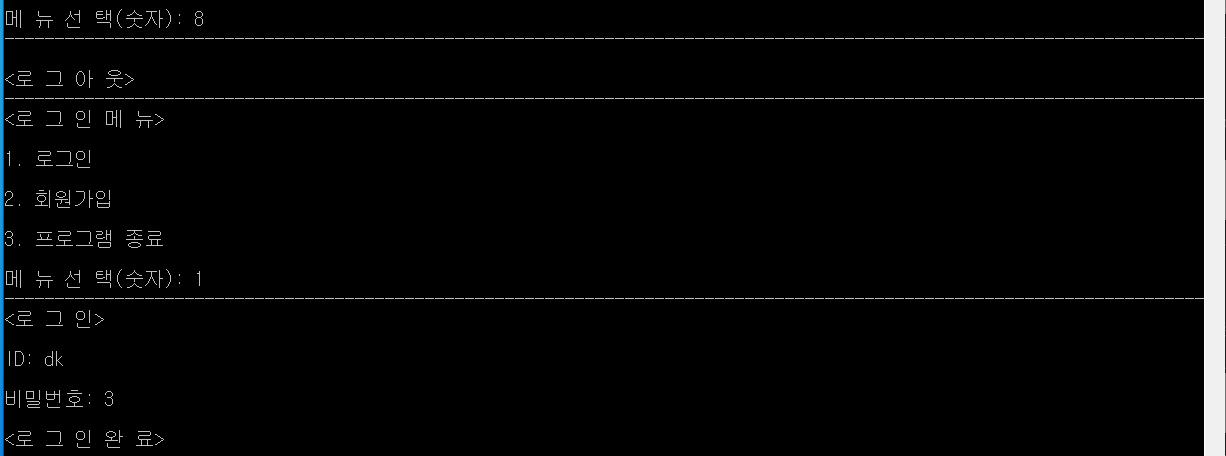 메 뉴 선 택(숫자): 8
<로 그 아 웃>
<로 그 인 메 뉴>
1. 로그인
2. 회원가입
3. 프로그램 종료
메 뉴 선 택(숫자): 1
<로 그 인>
ID: dk
비밀번호: 3
<로 그 인 완 료>